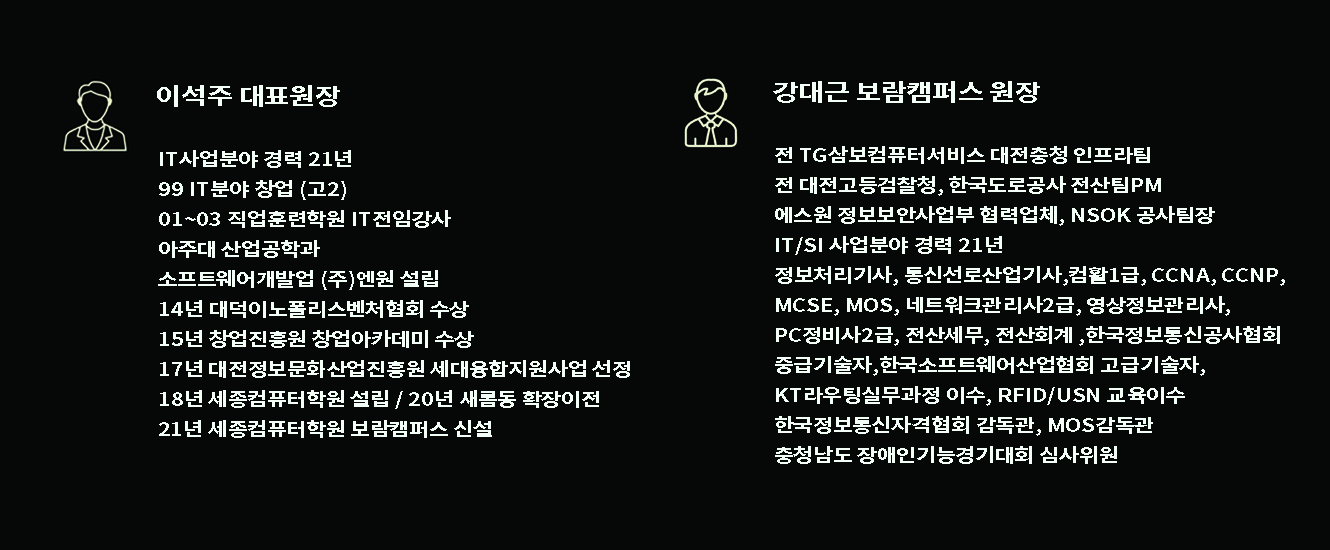 이석주 대표원장
IT사업분야 경력 21년
99 IT분야 창업 (고2)
01~03 직업훈련학원 IT전임강사
아주대 산업공학과
소프트웨어개발업 (주)엔원 설립
14년 대덕이노폴리스벤처협회 수상
15년 창업진흥원 창업아카데미 수상
17년 대전정보문화산업진흥원 세대융합지원사업 선정
18년 세종컴퓨터학원 설립 / 20년 새롬동 확장이전
21년 세종컴퓨터학원 보람캠퍼스 신설
강대근 보람캠퍼스 원장
전 TG삼보컴퓨터서비스 대전충청 인프라팀
전 대전고등검찰청, 한국도로공사 전산팀PM
에스원 정보보안사업부 협력업체, NSOK 공사팀장
IT/SI 사업분야 경력 21년
정보처리기사, 통신선로산업기사,컴활1급, CCNA, CCNP,
MCSE, MOS, 네트워크관리사2급, 영상정보관리사,
PC정비사2급, 전산세무, 전산회계 ,한국정보통신공사협회
중급기술자,한국소프트웨어산업협회 고급기술자,
KT라우팅실무과정 이수, RFID/USN 교육이수
한국정보통신자격협회 감독관, MOS감독관
충청남도 장애인기능경기대회 심사위원